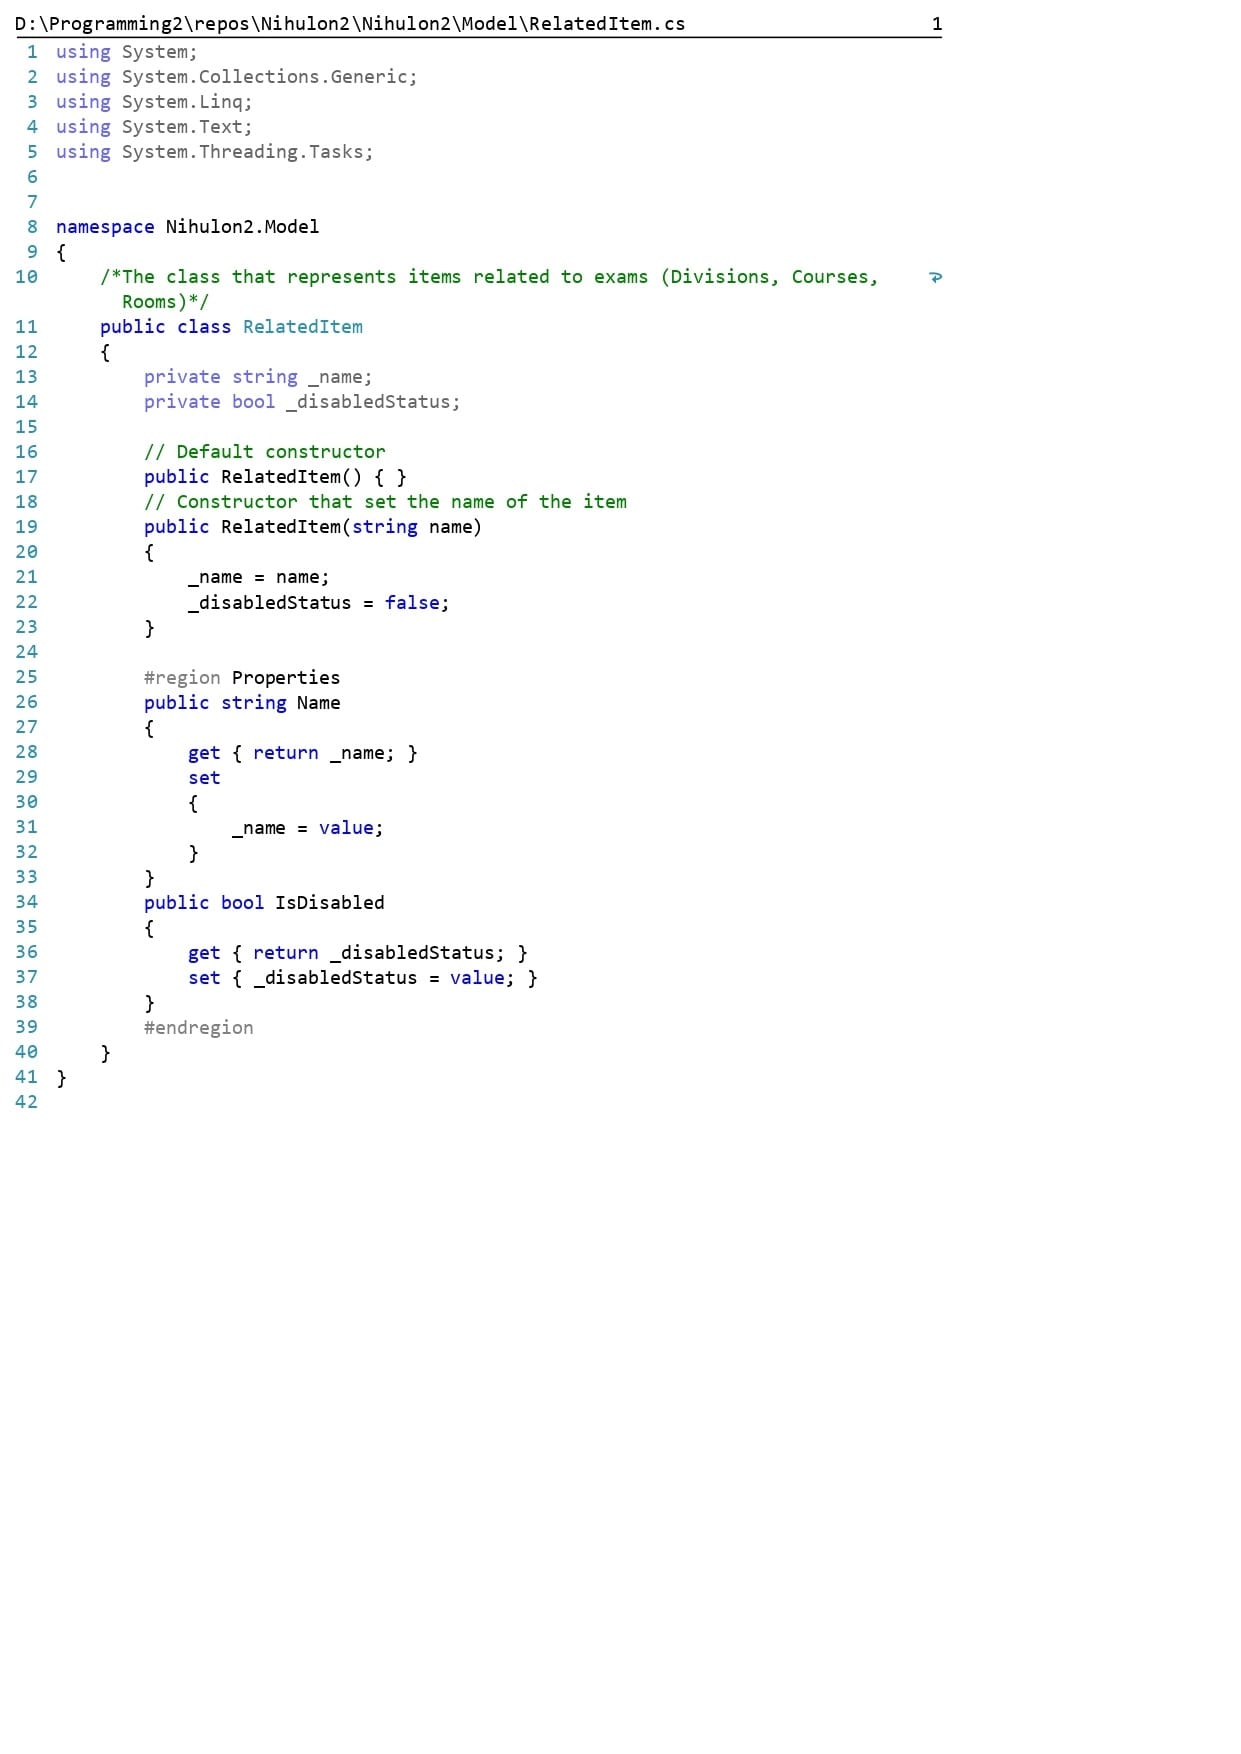 D:\Programming2\repos\Nihulon2\Nihulon2\Model\RelatedItem.cs 1
1 using System;
2 using System.Collections.Generic;
3 using System.Linq;
4 using System.Text;
5 using System.Threading.Tasks;
6
7
8 namespace Nihulon2.Model
9 {
10     /*The class that represents items related to exams (Divisions, Courses,
      Rooms)*/
11     public class RelatedItem
12     {
13         private string _name;
14         private bool _disabledStatus;
15
16         // Default constructor
17         public RelatedItem() { }
18         // Constructor that set the name of the item
19         public RelatedItem(string name)
20         {
21             _name = name;
22             _disabledStatus = false;
23         }
24
25         #region Properties
26         public string Name
27         {
28             get { return _name; }
29             set
30             {
31                 _name = value;
32             }
33         }
34         public bool IsDisabled
35         {
36             get { return _disabledStatus; }
37             set { _disabledStatus = value; }
38         }
39         #endregion
40     }
41 }
42